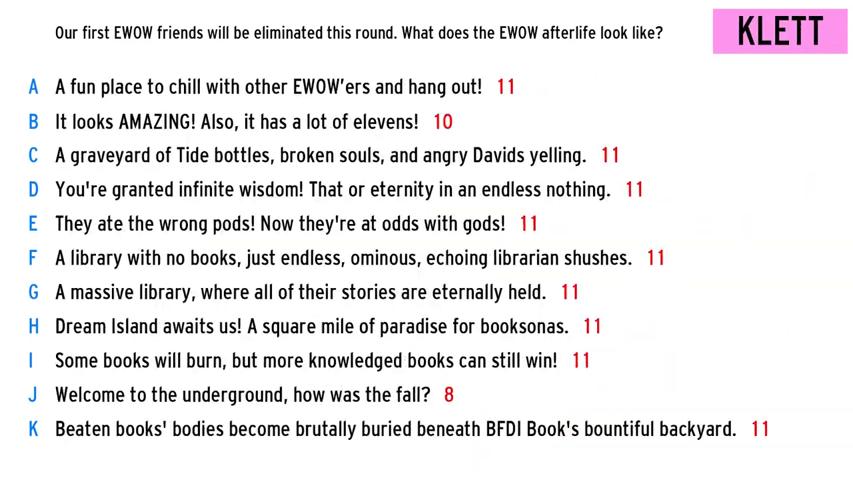 Our first EWOW friends will be eliminated this round. What does the EWOW afterlife look like?
KLETT
A A fun place to chill with other EWOW'ers and hang out! 11
B It looks AMAZING! Also, it has a lot of elevens! 10
C A graveyard of Tide bottles, broken souls, and angry Davids yelling. 11
D You're granted infinite wisdom! That or eternity in an endless nothing. 11
E They ate the wrong pods! Now they're at odds with gods! 11
F A library with no books, just endless, ominous, echoing librarian shushes. 11
G A massive library, where all of their stories are eternally held. 11
H Dream Island awaits us! A square mile of paradise for booksonas. 11
I Some books will burn, but more knowledged books can still win! 11
J Welcome to the underground, how was the fall? 8
K Beaten books' bodies become brutally buried beneath BFDI Book's bountiful backyard. 11